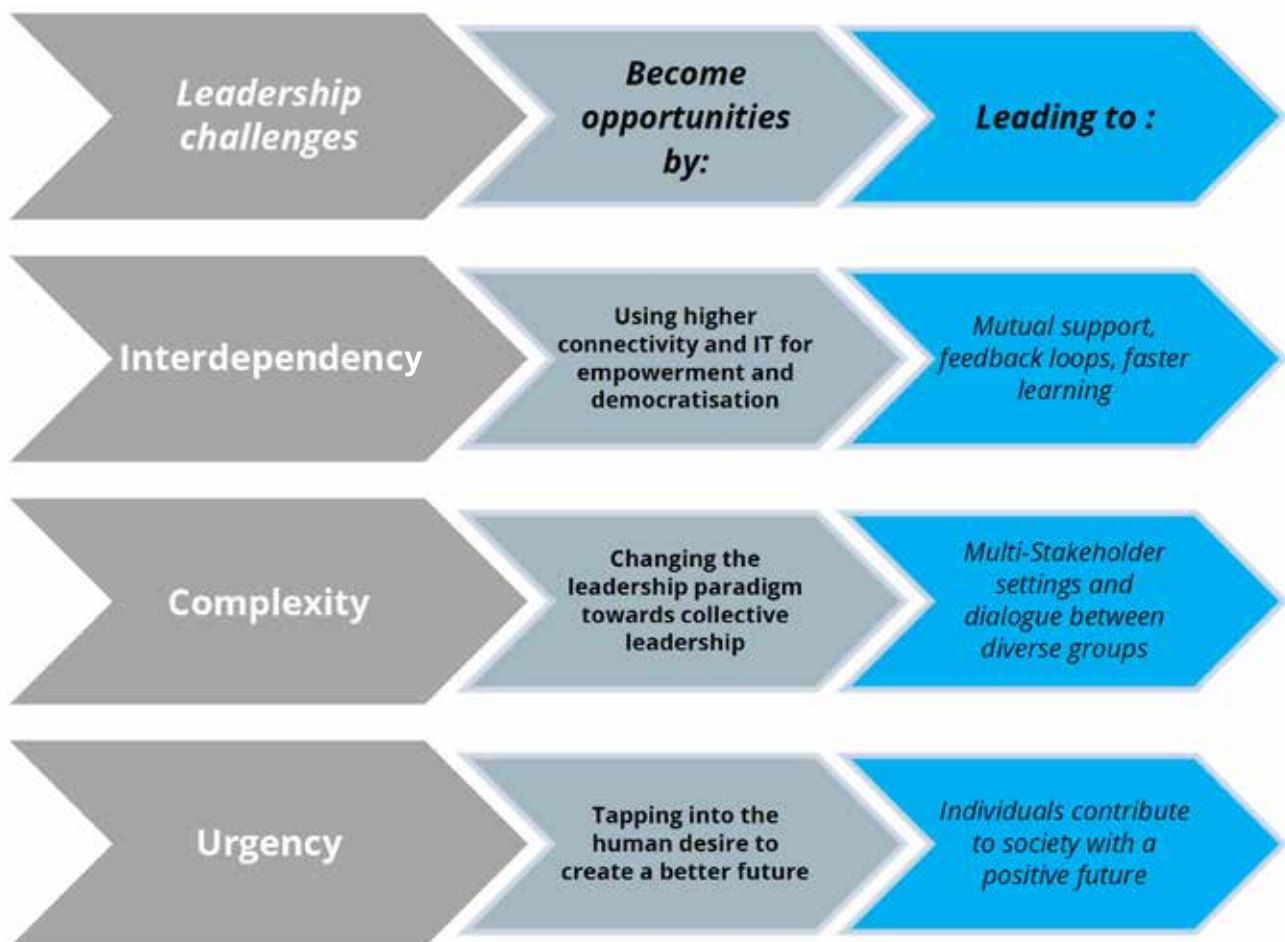 Leadership
challenges
Become
opportunities
by:
Leading to :
Interdependency
Using higher
connectivity and IT for
empowerment and
democratisation
Mutual support,
feedback loops, faster
learning
Complexity
Changing the
leadership paradigm
towards collective
leadership
Multi-Stakeholder
settings and
dialogue between
diverse groups
Urgency
Tapping into the
human desire to
create a better future
Individuals contribute
to society with a
positive future